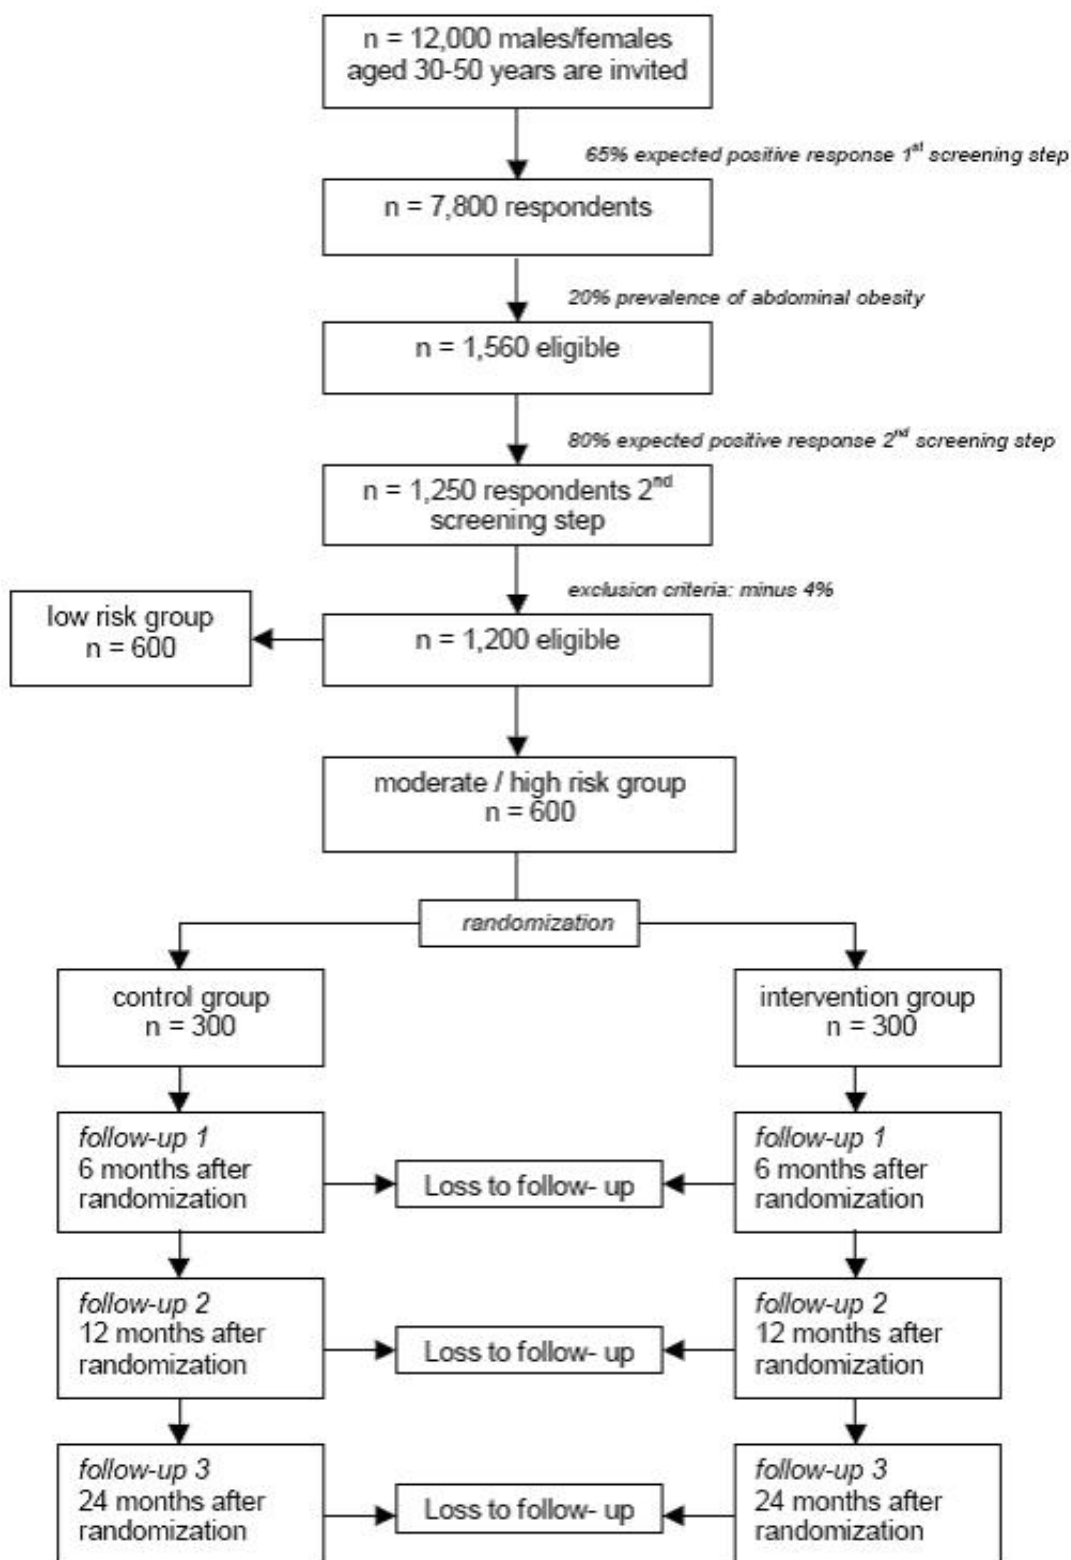 n = 12,000 males/females
aged 30-50 years are invited
65% expected positive response 1st screening step
n = 7,800 respondents
20% prevalence of abdominal obesity
n = 1,560 eligible
80% expected positive response 2nd screening step
n = 1,250 respondents 2nd
screening step
exclusion criteria: minus 4%
low risk group
n = 600
n = 1,200 eligible
moderate / high risk group
n = 600
randomization
control group
n = 300
intervention group
n = 300
follow-up 1
6 months after
randomization
Loss to follow- up
follow-up 1
6 months after
randomization
follow-up 2
12 months after
randomization
Loss to follow- up
follow-up 2
12 months after
randomization
follow-up 3
24 months after
randomization
Loss to follow- up
follow-up 3
24 months after
randomization